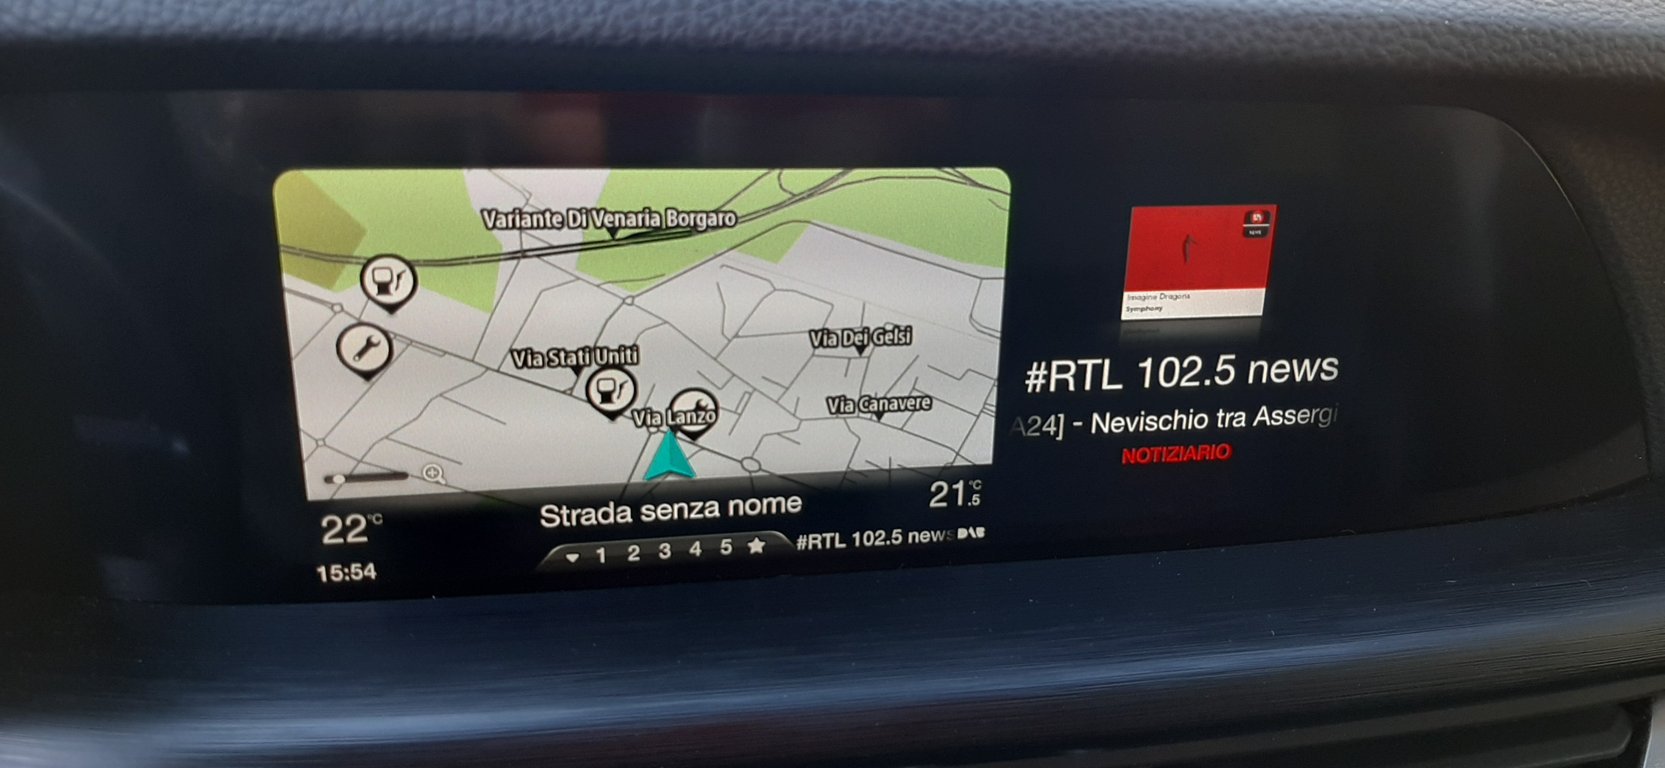 Variante Di Venaria Borgaro
Via Dei Gelsi
Via Stati Uniti
Via Canavere
Via Lanzo
Strada senza nome
22°C
21.5°C
15:54
1 2 3 4 5
#RTL 102.5 news
DAB
Imagine Dragons
Symphony
#RTL 102.5 news
A24] - Nevischio tra Assergi
NOTIZIARIO